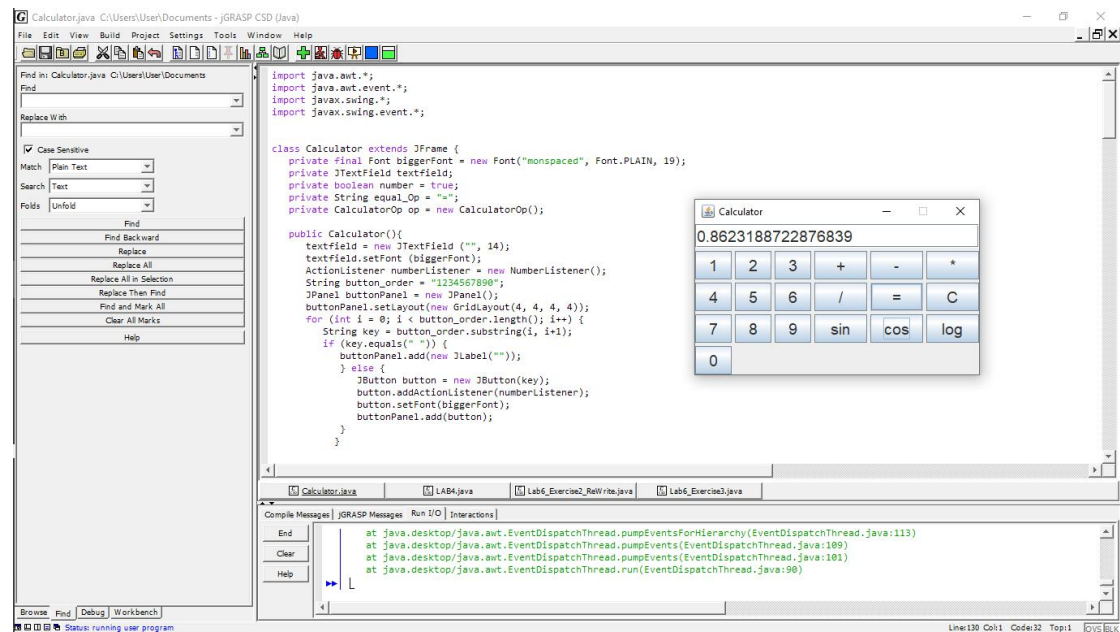 Calculator.java C:\Users\User\Documents - jGRASP CSD (Java)
File Edit View Build Project Settings Tools Window Help
Find in: Calculator.java C:\Users\User\Documents
Find
Replace With
Case Sensitive
Match Plain Text
Search Text
Folds Unfold
Find
Find Backward
Replace
Replace All
Replace All in Selection
Replace Then Find
Find and Mark All
Clear All Marks
Help
import java.awt.*;
import java.awt.event.*;
import javax.swing.*;
import javax.swing.event.*;
class Calculator extends JFrame {
private final Font biggerFont = new Font("monspaced", Font.PLAIN, 19);
private JTextField textfield;
private boolean number = true;
private String equal_Op = "=";
private CalculatorOp op = new CalculatorOp();
public Calculator(){
textfield = new JTextField ("", 14);
textfield.setFont (biggerFont);
ActionListener numberListener = new NumberListener();
String button_order = "1234567890";
JPanel buttonPanel = new JPanel();
buttonPanel.setLayout(new GridLayout(4, 4, 4, 4));
for (int i = 0; i < button_order.length(); i++) {
String key = button_order.substring(i, i+1);
if (key.equals(" ")) {
buttonPanel.add(new JLabel(""));
} else {
JButton button = new JButton(key);
button.addActionListener(numberListener);
button.setFont(biggerFont);
buttonPanel.add(button);
}
}
Calculator
0.8623188722876839
1 2 3 + - *
4 5 6 / = C
7 8 9 sin cos log
0
Calculator.java LAB4.java Lab6_Exercise2_ReWrite.java Lab6_Exercise3.java
Compile Messages jGRASP Messages Run I/O Interactions
End
Clear
Help
at java.desktop/java.awt.EventDispatchThread.pumpEventsForHierarchy(EventDispatchThread.java:113)
at java.desktop/java.awt.EventDispatchThread.pumpEvents(EventDispatchThread.java:109)
at java.desktop/java.awt.EventDispatchThread.pumpEvents(EventDispatchThread.java:101)
at java.desktop/java.awt.EventDispatchThread.run(EventDispatchThread.java:90)
Browse Find Debug Workbench
Status: running user program
Line:130 Col:1 Code:32 Top:1 OVS BLK